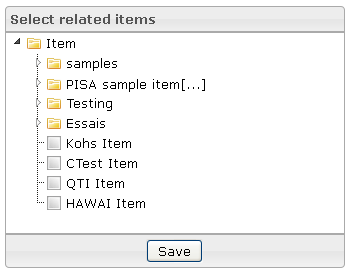 Select related items
Item
samples
PISA sample item[...]
Testing
Essais
Kohs Item
CTest Item
QTI Item
HAWAI Item
Save